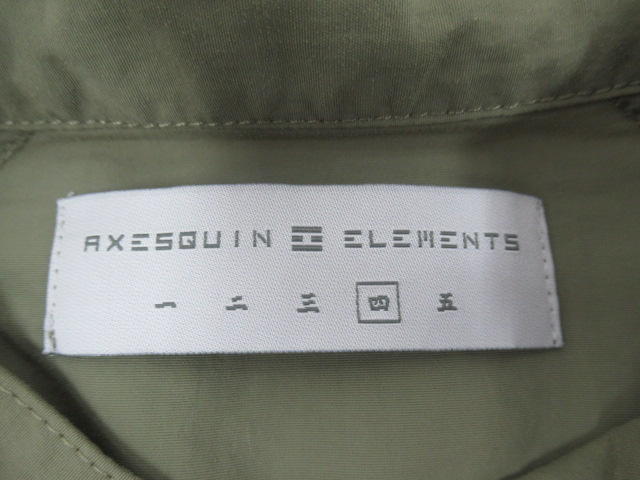 AXESQUIN ELEMENTS
一 二 三 四 五